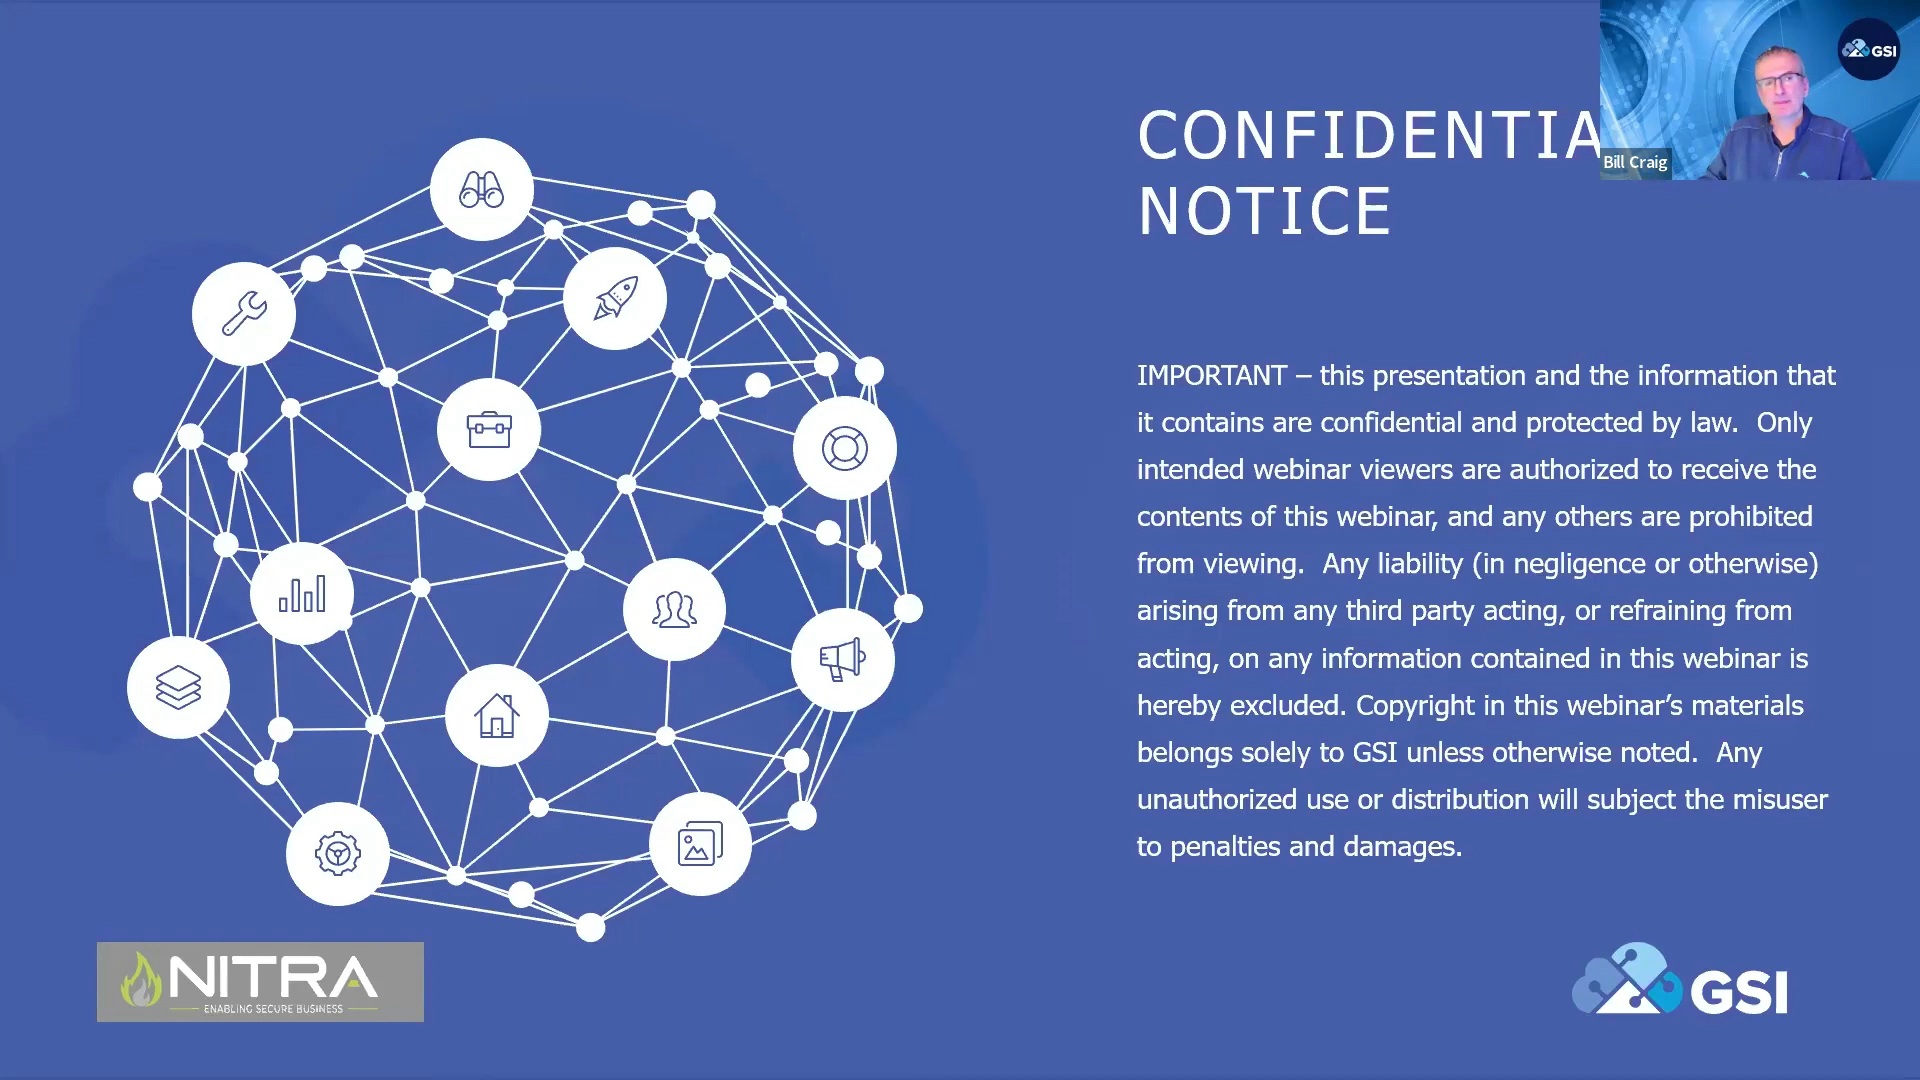 GSI
CONFIDENTIA
NOTICE
Bill Craig
IMPORTANT – this presentation and the information that
it contains are confidential and protected by law.  Only
intended webinar viewers are authorized to receive the
contents of this webinar, and any others are prohibited
from viewing.  Any liability (in negligence or otherwise)
arising from any third party acting, or refraining from
acting, on any information contained in this webinar is
hereby excluded. Copyright in this webinar’s materials
belongs solely to GSI unless otherwise noted.  Any
unauthorized use or distribution will subject the misuser
to penalties and damages.
NITRA
ENABLING SECURE BUSINESS
GSI